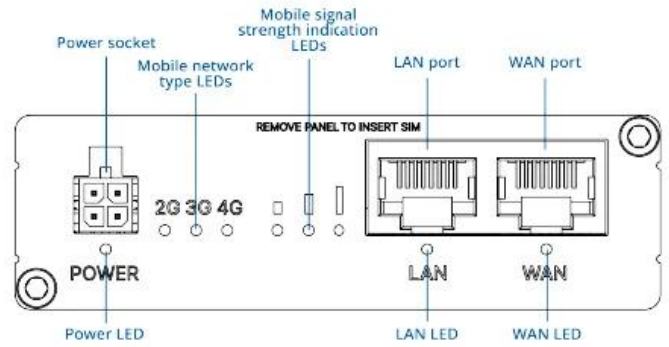 Mobile signal
strength indication
LEDs
Power socket
Mobile network
type LEDs
LAN port
WAN port
REMOVE PANEL TO INSERT SIM
2G 3G 4G
POWER
LAN
WAN
Power LED
LAN LED
WAN LED